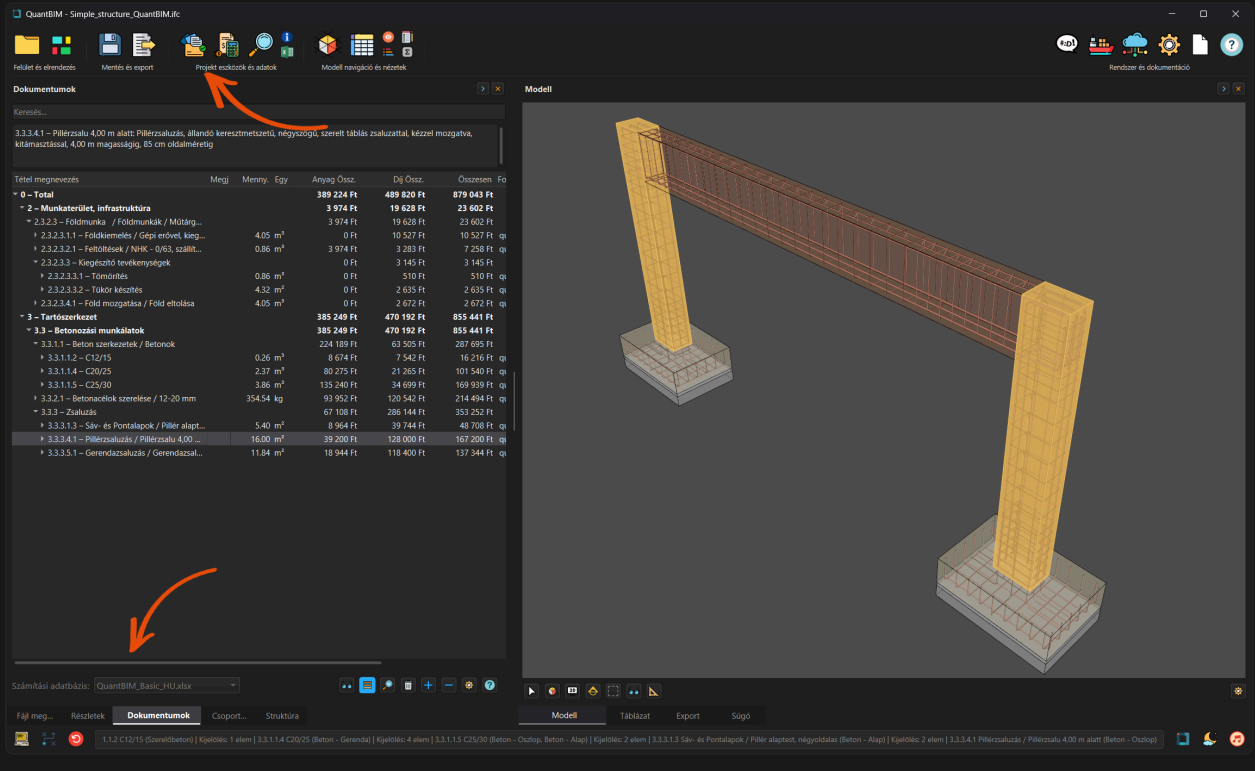 QuantBIM - Simple_structure_QuantBIM.ifc
Felület és elrendezés
Mentés és export
Projekt eszközök és adatok
Modell navigáció és nézetek
Rendszer és dokumentáció
Dokumentumok
Keresés...
3.3.3.4.1 – Pillérzsalu 4,00 m alatt: Pillérzsaluzás, állandó keresztmetszetű, négyszögű, szerelt táblás zsaluzattal, kézzel mozgatva,
kitámasztással, 4,00 m magasságig, 85 cm oldalméretig
Tétel megnevezés Megj Menny. Egy Anyag Össz. Díj Össz. Összesen Fo
0 – Total 389 224 Ft 489 820 Ft 879 043 Ft
2 – Munkaterület, infrastruktúra 3 974 Ft 19 628 Ft 23 602 Ft
2.3.2.3 – Földmunka / Földmunkák / Műtárg... 3 974 Ft 19 628 Ft 23 602 Ft
2.3.2.3.1.1 – Földkiemelés / Gépi erővel, kieg... 4.05 m³ 0 Ft 10 527 Ft 10 527 Ft qu
2.3.2.3.2.1 – Feltöltések / NHK - 0/63, szállít... 0.86 m³ 3 974 Ft 3 283 Ft 7 258 Ft qu
2.3.2.3.3 – Kiegészítő tevékenységek 0 Ft 3 145 Ft 3 145 Ft
2.3.2.3.3.1 – Tömörítés 0.86 m³ 0 Ft 510 Ft 510 Ft qu
2.3.2.3.3.2 – Tükör készítés 4.32 m² 0 Ft 2 635 Ft 2 635 Ft qu
2.3.2.3.4.1 – Föld mozgatása / Föld eltolása 4.05 m³ 0 Ft 2 672 Ft 2 672 Ft qu
3 – Tartószerkezet 385 249 Ft 470 192 Ft 855 441 Ft
3.3 – Betonozási munkálatok 385 249 Ft 470 192 Ft 855 441 Ft
3.3.1.1 – Beton szerkezetek / Betonok 224 189 Ft 63 505 Ft 287 695 Ft
3.3.1.1.2 – C12/15 0.26 m³ 8 674 Ft 7 542 Ft 16 216 Ft qu
3.3.1.1.4 – C20/25 2.37 m³ 80 275 Ft 21 265 Ft 101 540 Ft qu
3.3.1.1.5 – C25/30 3.86 m³ 135 240 Ft 34 699 Ft 169 939 Ft qu
3.3.2.1 – Betonacélok szerelése / 12-20 mm 354.54 kg 93 952 Ft 120 542 Ft 214 494 Ft qu
3.3.3 – Zsaluzás 67 108 Ft 286 144 Ft 353 252 Ft
3.3.3.1.3 – Sáv- és Pontalapok / Pillér alapt... 5.40 m² 8 964 Ft 39 744 Ft 48 708 Ft qu
3.3.3.4.1 – Pillérzsaluzás / Pillérzsalu 4,00 ... 16.00 m² 39 200 Ft 128 000 Ft 167 200 Ft qu
3.3.3.5.1 – Gerendazsaluzás / Gerendazsal... 11.84 m² 18 944 Ft 118 400 Ft 137 344 Ft qu
Számítási adatbázis: QuantBIM_Basic_HU.xlsx
Fájl meg... Részletek Dokumentumok Csoport... Struktúra
Modell
Modell Táblázat Export Súgó
1.1.2 C12/15 (Szerelőbeton) | Kijelölés: 1 elem | 3.3.1.1.4 C20/25 (Beton - Gerenda) | Kijelölés: 4 elem | 3.3.1.1.5 C25/30 (Beton - Oszlop, Beton - Alap) | Kijelölés: 2 elem | 3.3.3.1.3 Sáv- és Pontalapok / Pillér alaptest, négyoldalas (Beton - Alap) | Kijelölés: 2 elem | 3.3.3.4.1 Pillérzsaluzás / Pillérzsalu 4,00 m alatt (Beton - Oszlop)